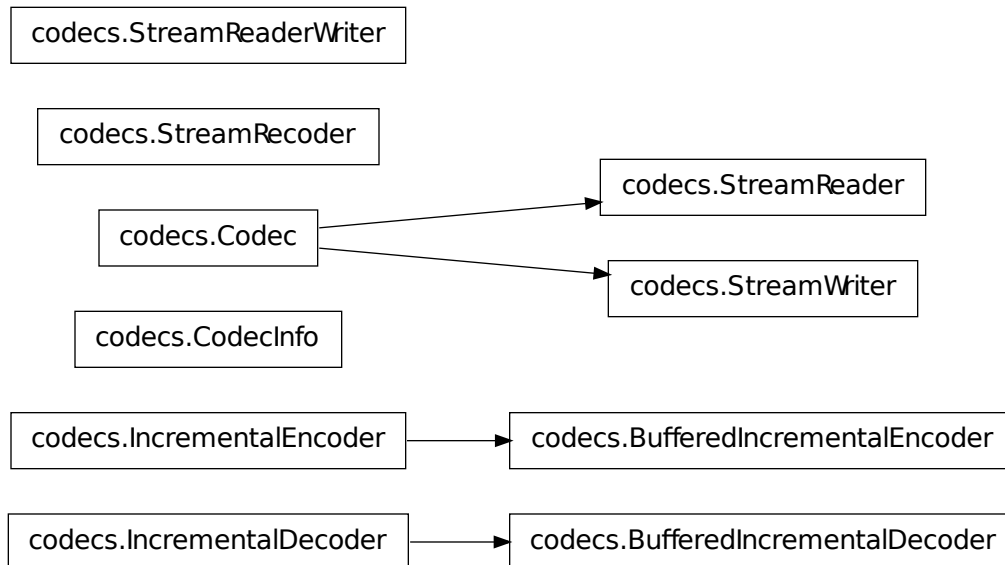 codecs.StreamReaderWriter
codecs.StreamRecoder
codecs.StreamReader
codecs.Codec
codecs.StreamWriter
codecs.CodecInfo
codecs.IncrementalEncoder
codecs.BufferedIncrementalEncoder
codecs.IncrementalDecoder
codecs.BufferedIncrementalDecoder